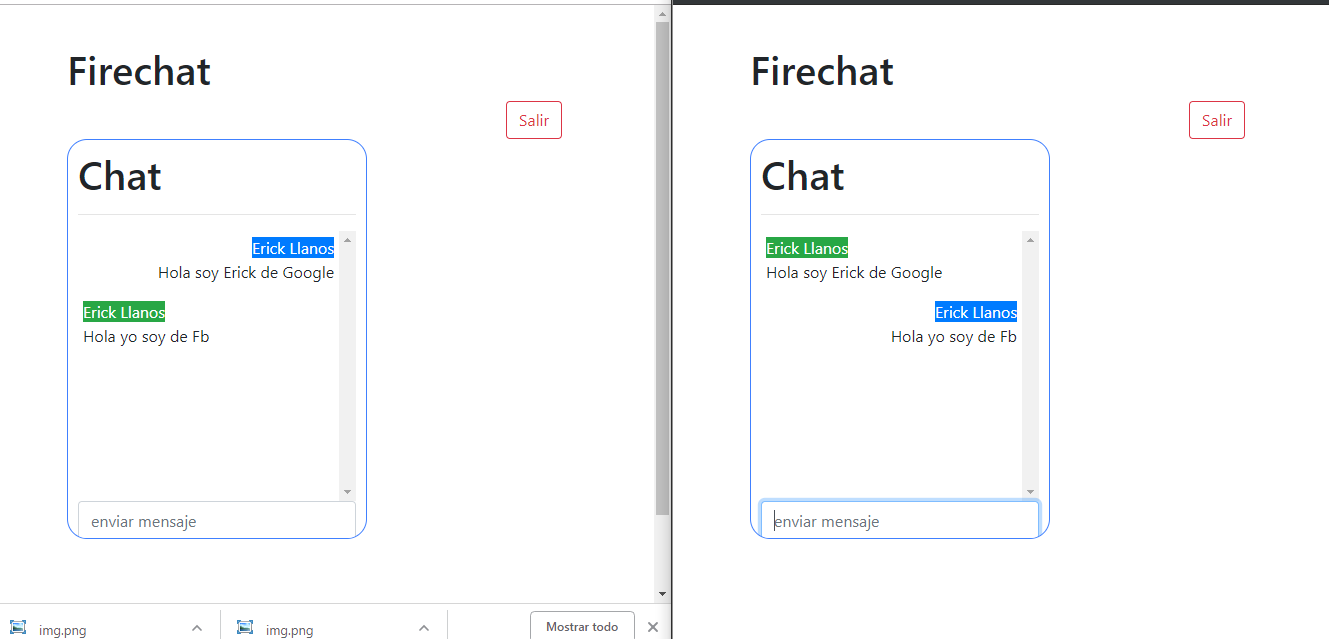 Firechat
Salir
Chat
Erick Llanos
Hola soy Erick de Google
Erick Llanos
Hola yo soy de Fb
enviar mensaje
img.png
img.png
Mostrar todo
Firechat
Salir
Chat
Erick Llanos
Hola soy Erick de Google
Erick Llanos
Hola yo soy de Fb
enviar mensaje